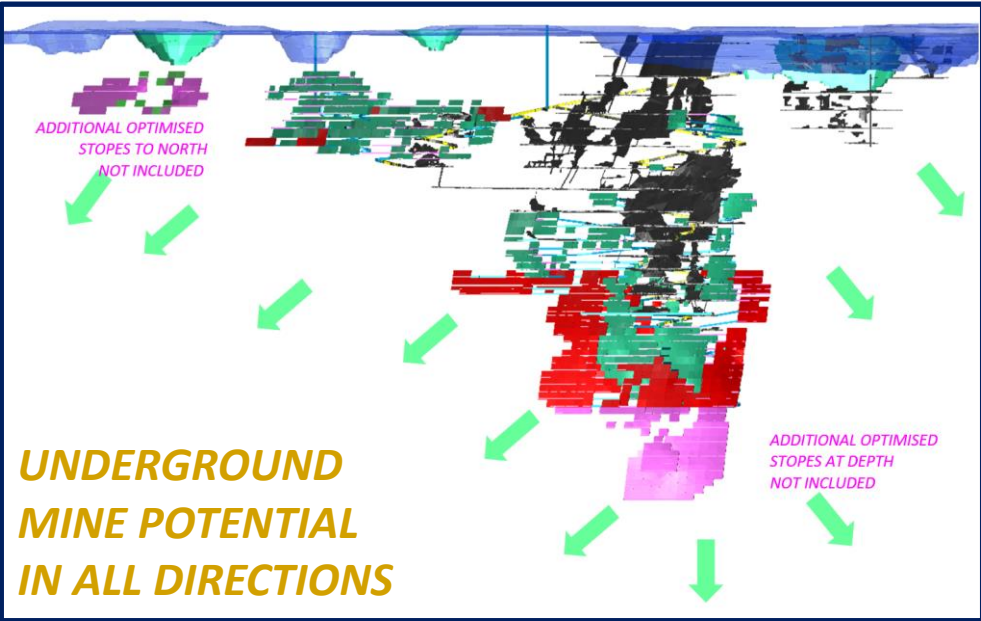 ADDITIONAL OPTIMISED
STOPES TO NORTH
NOT INCLUDED
ADDITIONAL OPTIMISED
STOPES AT DEPTH
NOT INCLUDED
UNDERGROUND
MINE POTENTIAL
IN ALL DIRECTIONS